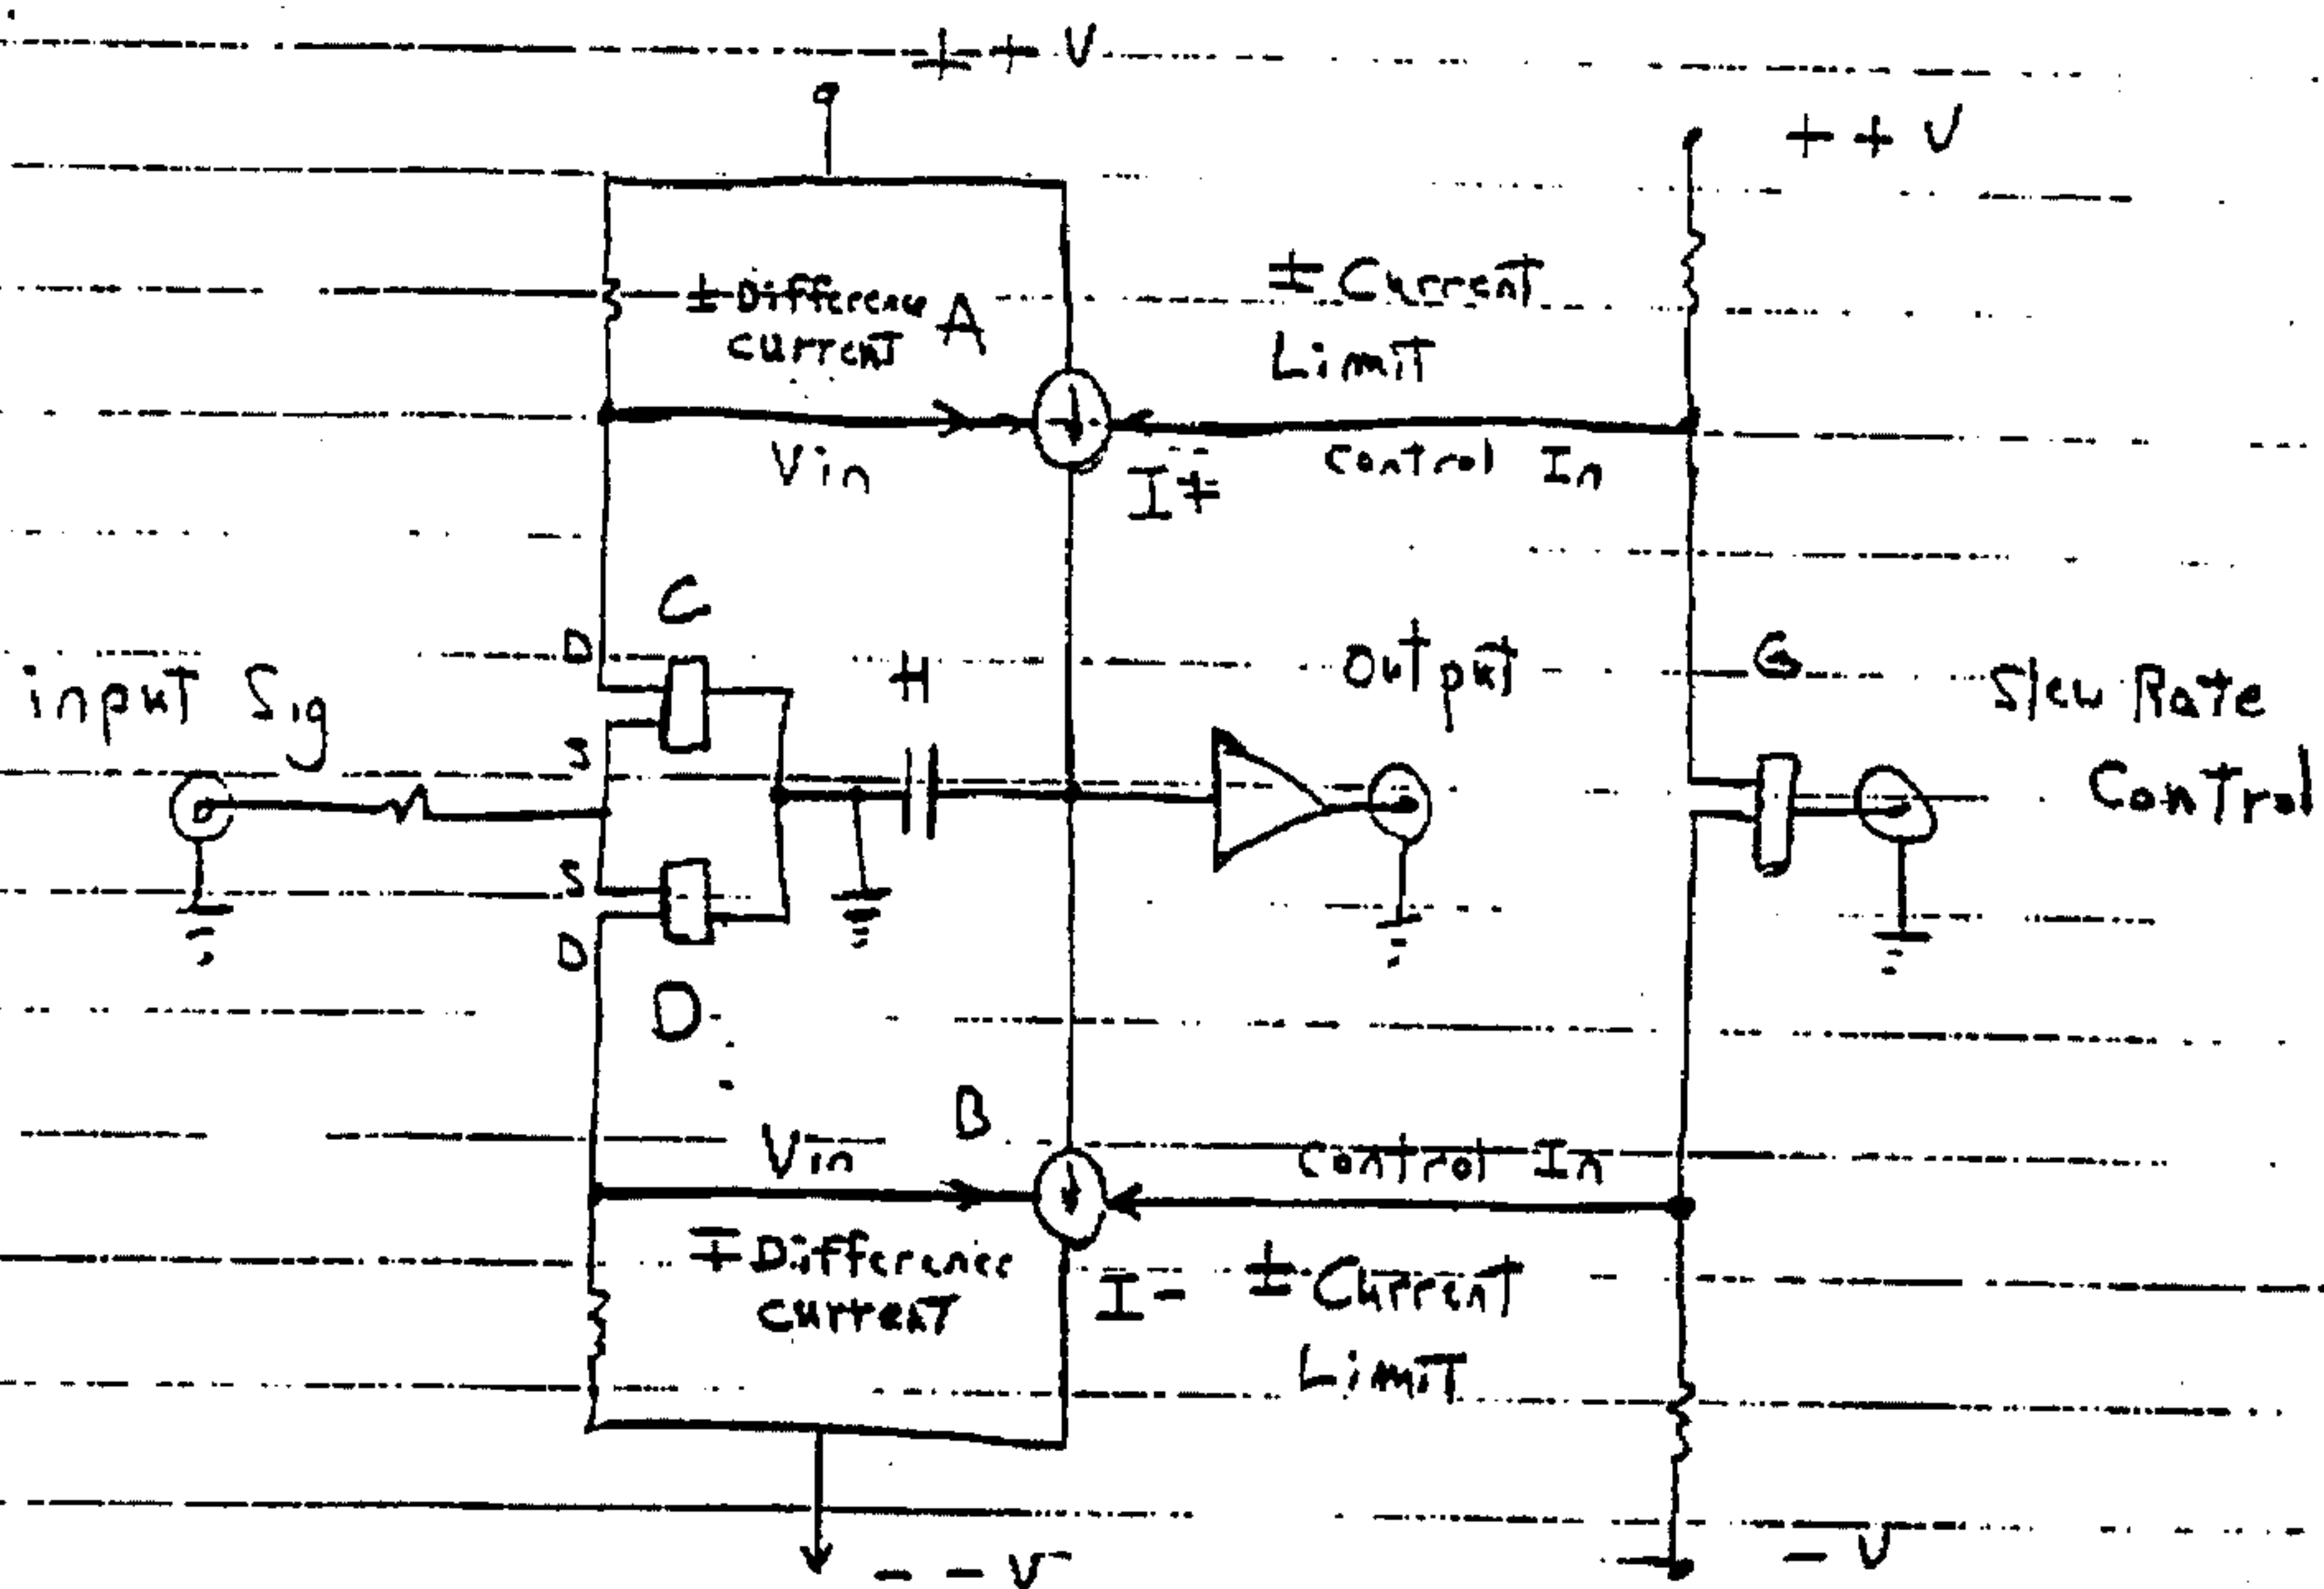 ++ V
++ V
± Difference
current
A
± Current
Limit
Vin
I+
Control In
C
D
input Sig
S
H
Output
G
Slew Rate
Control
S
D
D
Vin
B
Control In
∓ Difference
current
I-
± Current
Limit
-- V
- V